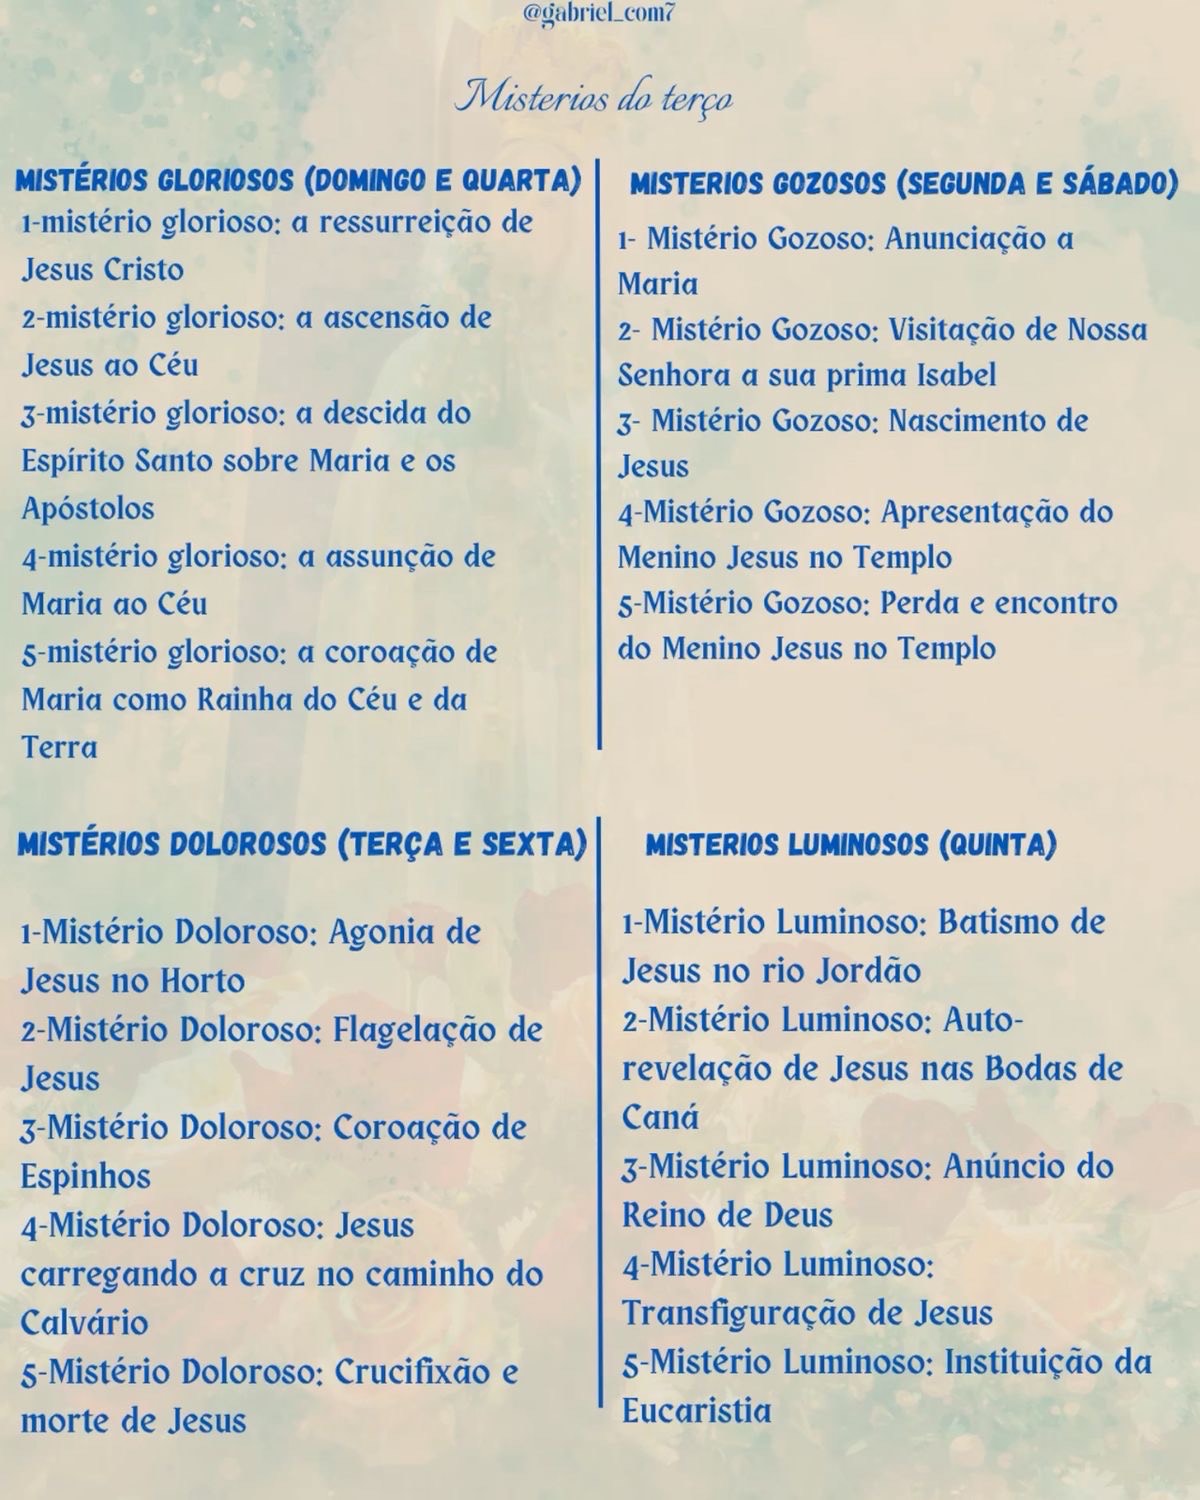 @gabriel_com7
Misterios do terço
MISTÉRIOS GLORIOSOS (DOMINGO E QUARTA)
1-mistério glorioso: a ressurreição de
Jesus Cristo
2-mistério glorioso: a ascensão de
Jesus ao Céu
3-mistério glorioso: a descida do
Espírito Santo sobre Maria e os
Apóstolos
4-mistério glorioso: a assunção de
Maria ao Céu
5-mistério glorioso: a coroação de
Maria como Rainha do Céu e da
Terra
MISTERIOS GOZOSOS (SEGUNDA E SÁBADO)
1- Mistério Gozoso: Anunciação a
Maria
2- Mistério Gozoso: Visitação de Nossa
Senhora a sua prima Isabel
3- Mistério Gozoso: Nascimento de
Jesus
4-Mistério Gozoso: Apresentação do
Menino Jesus no Templo
5-Mistério Gozoso: Perda e encontro
do Menino Jesus no Templo
MISTÉRIOS DOLOROSOS (TERÇA E SEXTA)
1-Mistério Doloroso: Agonia de
Jesus no Horto
2-Mistério Doloroso: Flagelação de
Jesus
3-Mistério Doloroso: Coroação de
Espinhos
4-Mistério Doloroso: Jesus
carregando a cruz no caminho do
Calvário
5-Mistério Doloroso: Crucifixão e
morte de Jesus
MISTERIOS LUMINOSOS (QUINTA)
1-Mistério Luminoso: Batismo de
Jesus no rio Jordão
2-Mistério Luminoso: Auto-
revelação de Jesus nas Bodas de
Caná
3-Mistério Luminoso: Anúncio do
Reino de Deus
4-Mistério Luminoso:
Transfiguração de Jesus
5-Mistério Luminoso: Instituição da
Eucaristia